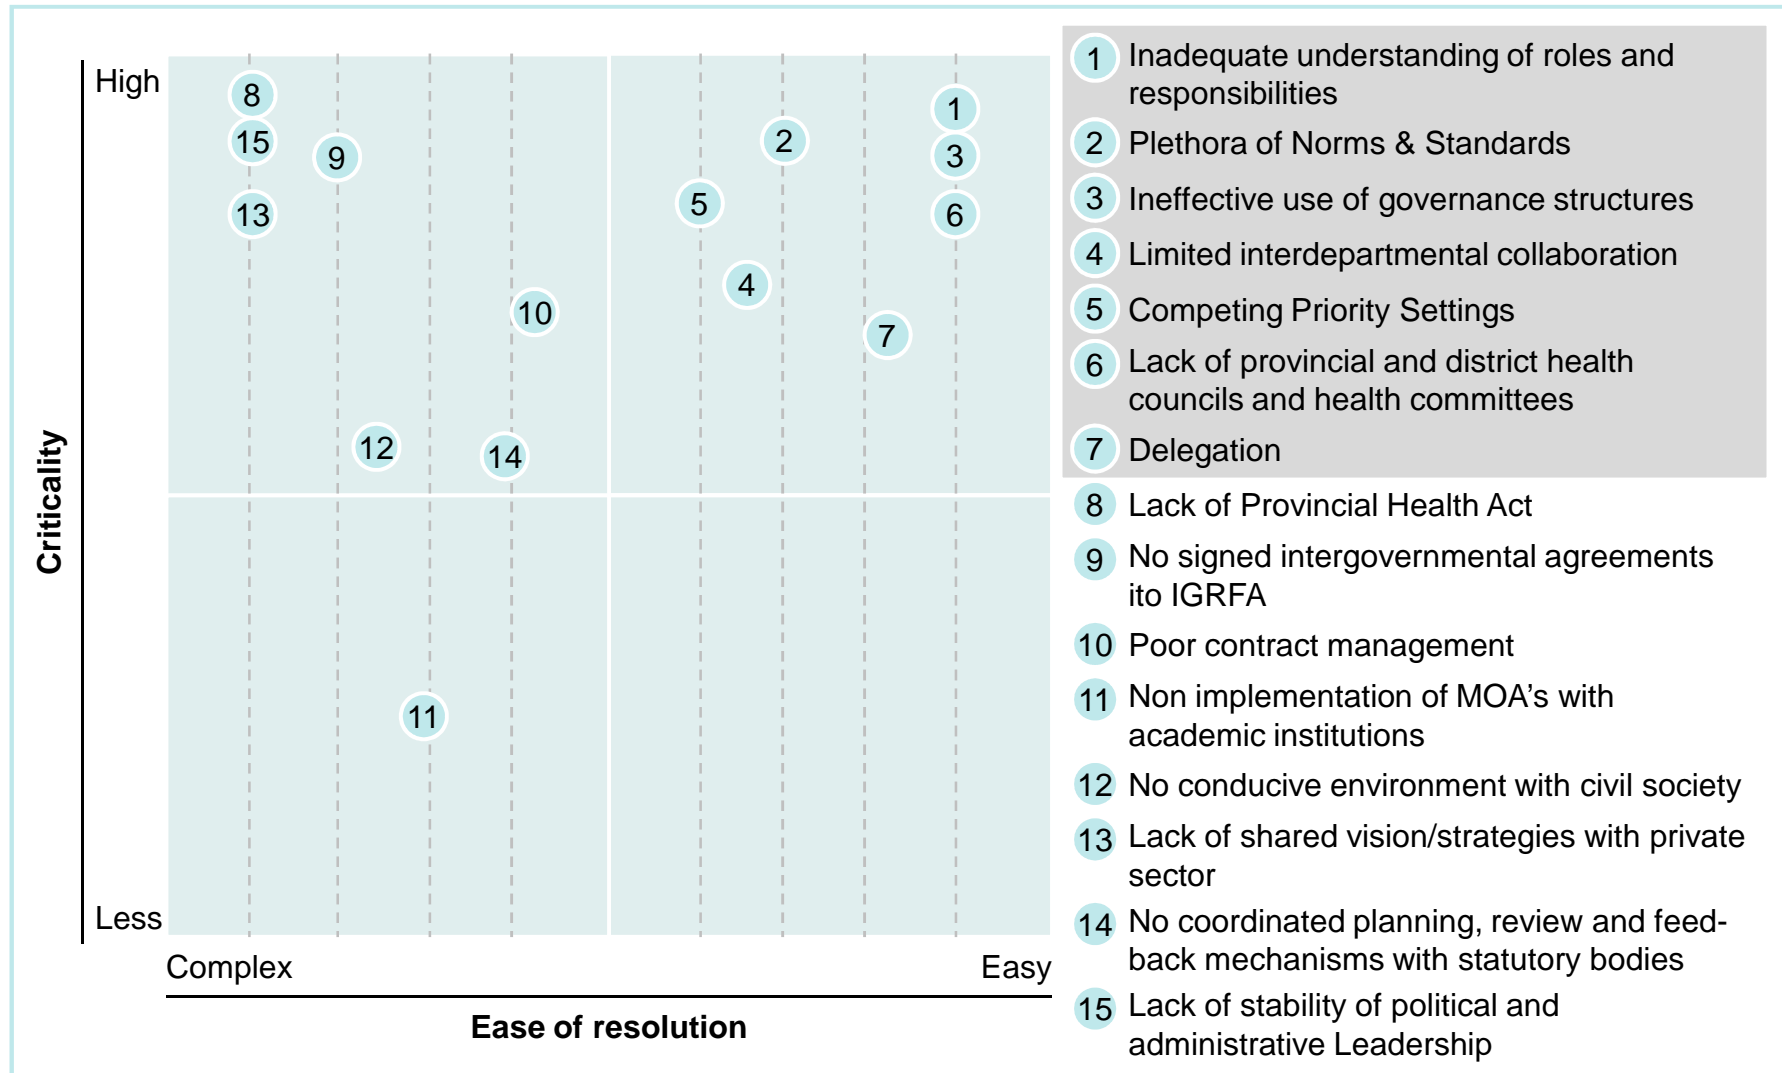 High
8
15
9
13
10
12
14
11
1
2
3
5
6
4
7
Criticality
Less
Complex
Easy
Ease of resolution
1 Inadequate understanding of roles and
responsibilities
2 Plethora of Norms & Standards
3 Ineffective use of governance structures
4 Limited interdepartmental collaboration
5 Competing Priority Settings
6 Lack of provincial and district health
councils and health committees
7 Delegation
8 Lack of Provincial Health Act
9 No signed intergovernmental agreements
ito IGRFA
10 Poor contract management
11 Non implementation of MOA’s with
academic institutions
12 No conducive environment with civil society
13 Lack of shared vision/strategies with private
sector
14 No coordinated planning, review and feed-
back mechanisms with statutory bodies
15 Lack of stability of political and
administrative Leadership